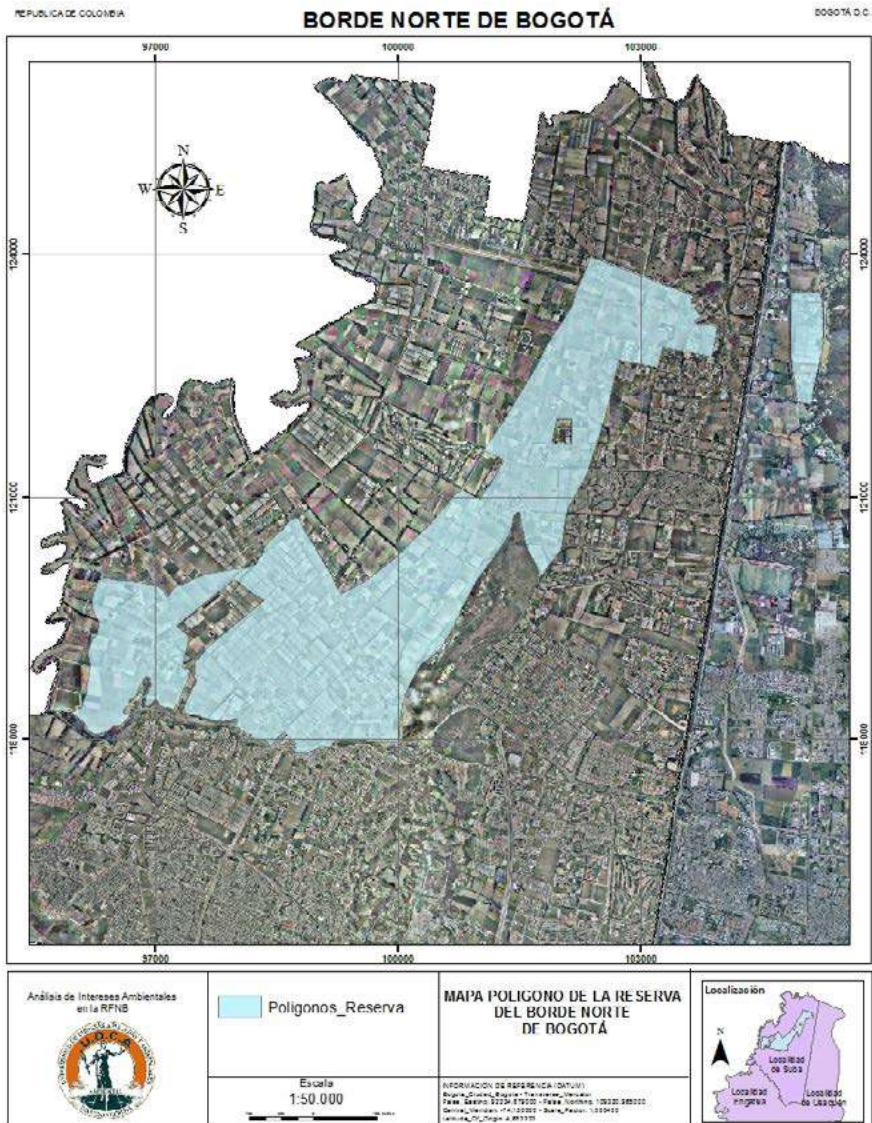 REPUBLICA DE COLOMBIA
BORDE NORTE DE BOGOTÁ
BOGOTÁ D.C.
97000
100000
103000
N
W
E
S
124000
124000
121000
121000
118000
118000
97000
100000
103000
Análisis de Intereses Ambientales
en la RFNB
U.D.C.A
Poligonos_Reserva
Escala
1:50.000
MAPA POLIGONO DE LA RESERVA
DEL BORDE NORTE
DE BOGOTÁ
INFORMACION DE REFERENCIA (DATUM)
Localización
N
Localidad
de Suba
Localidad
Engativa
Localidad
de Usaquén